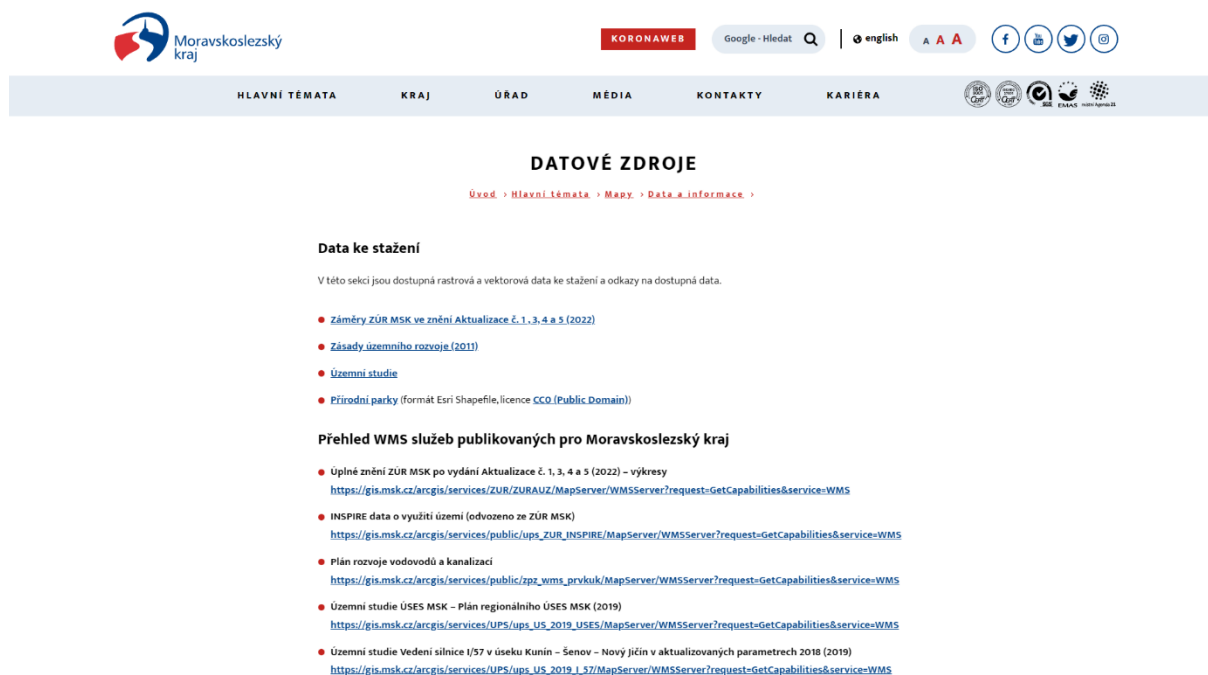 Moravskoslezský
kraj
KORONAWEB
Google - Hledat
english
A A A
HLAVNÍ TÉMATA KRAJ ÚŘAD MÉDIA KONTAKTY KARIÉRA
EMAS
místní Agenda 21
DATOVÉ ZDROJE
Úvod > Hlavní témata > Mapy > Data a informace >
Data ke stažení
V této sekci jsou dostupná rastrová a vektorová data ke stažení a odkazy na dostupná data.
Záměry ZÚR MSK ve znění Aktualizace č. 1 , 3, 4 a 5 (2022)
Zásady územního rozvoje (2011)
Územní studie
Přírodní parky (formát Esri Shapefile, licence CC0 (Public Domain))
Přehled WMS služeb publikovaných pro Moravskoslezský kraj
Úplné znění ZÚR MSK po vydání Aktualizace č. 1, 3, 4 a 5 (2022) – výkresy
https://gis.msk.cz/arcgis/services/ZUR/ZURAUZ/MapServer/WMSServer?request=GetCapabilities&service=WMS
INSPIRE data o využití území (odvozeno ze ZÚR MSK)
https://gis.msk.cz/arcgis/services/public/ups_ZUR_INSPIRE/MapServer/WMSServer?request=GetCapabilities&service=WMS
Plán rozvoje vodovodů a kanalizací
https://gis.msk.cz/arcgis/services/public/zpz_wms_prvkuk/MapServer/WMSServer?request=GetCapabilities&service=WMS
Územní studie ÚSES MSK – Plán regionálního ÚSES MSK (2019)
https://gis.msk.cz/arcgis/services/UPS/ups_US_2019_USES/MapServer/WMSServer?request=GetCapabilities&service=WMS
Územní studie Vedení silnice I/57 v úseku Kunín – Šenov – Nový Jičín v aktualizovaných parametrech 2018 (2019)
https://gis.msk.cz/arcgis/services/UPS/ups_US_2019_I_57/MapServer/WMSServer?request=GetCapabilities&service=WMS